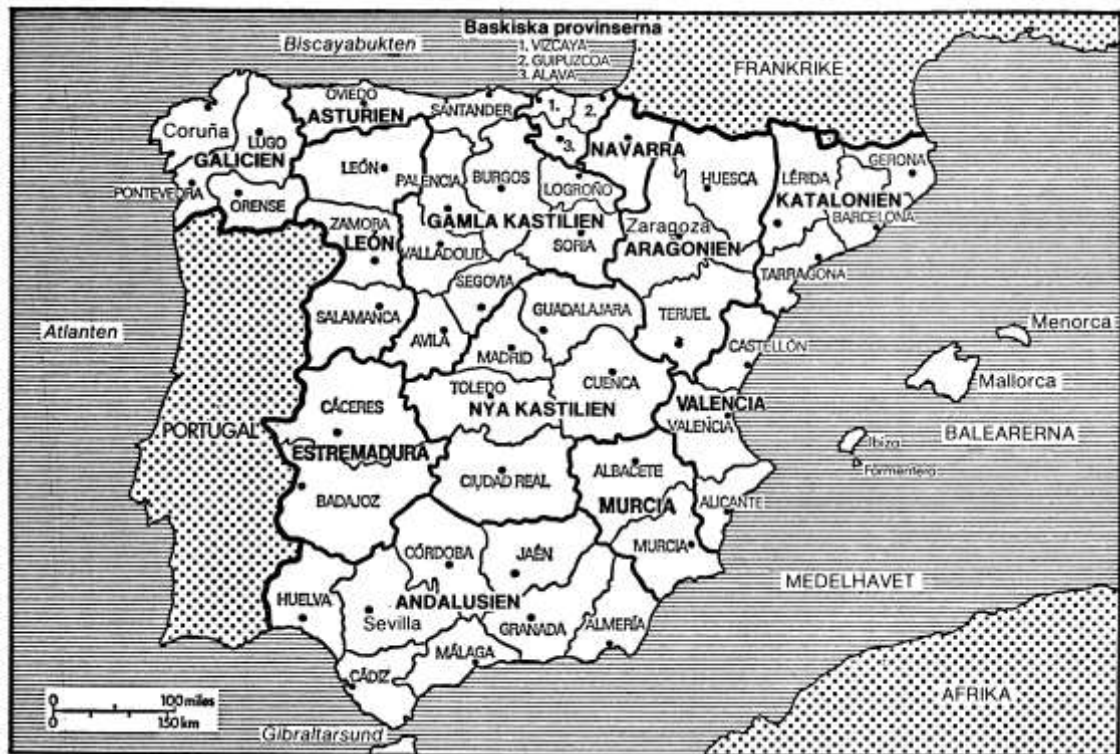 Baskiska provinserna
1. VIZCAYA
2. GUIPUZCOA
3. ALAVA
Biscayabukten
FRANKRIKE
OVIEDO
ASTURIEN
SANTANDER
1.
2.
3.
Coruña
LUGO
GALICIEN
NAVARRA
GERONA
LEÓN
PALENCIA
BURGOS
LOGROÑO
HUESCA
LÉRIDA
KATALONIEN
PONTEVEDRA
ORENSE
BARCELONA
ZAMORA
LEÓN
GAMLA KASTILIEN
Zaragoza
ARAGONIEN
VALLADOLID
SORIA
TARRAGONA
SEGOVIA
SALAMANCA
AVILA
GUADALAJARA
TERUEL
Atlanten
MADRID
CASTELLÓN
Menorca
Mallorca
TOLEDO
CUENCA
CÁCERES
NYA KASTILIEN
VALENCIA
VALENCIA
PORTUGAL
BALEARERNA
Ibiza
Formentera
ESTREMADURA
ALBACETE
CIUDAD REAL
BADAJOZ
MURCIA
ALICANTE
CÓRDOBA
JAÉN
MURCIA
MEDELHAVET
HUELVA
ANDALUSIEN
Sevilla
GRANADA
ALMERÍA
MÁLAGA
CÁDIZ
AFRIKA
0 100 miles
0 150 km
Gibraltarsund